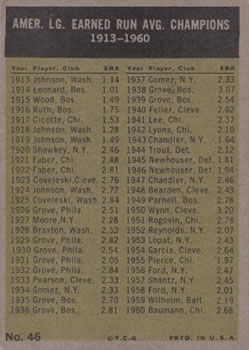 AMER. LG. EARNED RUN AVG. CHAMPIONS
1913-1960
Year Player, Club ERA Year Player, Club ERA
1913 Johnson, Wash. 1.14 1937 Gomez, N.Y. 2.33
1914 Leonard, Bos. 1.01 1938 Grove, Bos. 3.07
1915 Wood, Bos. 1.49 1939 Grove, Bos. 2.54
1916 Ruth, Bos. 1.75 1940 Feller, Cleve. 2.62
1917 Cicotte, Chi. 1.53 1941 Lee, Chi. 2.37
1918 Johnson, Wash. 1.28 1942 Lyons, Chi. 2.10
1919 Johnson, Wash. 1.49 1943 Chandler, N.Y. 1.64
1920 Shawkey, N.Y. 2.46 1944 Trout, Det. 2.12
1921 Faber, Chi. 2.48 1945 Newhouser, Det. 1.81
1922 Faber, Chi. 2.81 1946 Newhouser, Det. 1.94
1923 Coveleski, Cleve. 2.76 1947 Chandler, N.Y. 2.46
1924 Johnson, Wash. 2.72 1948 Bearden, Cleve. 2.43
1925 Coveleski, Wash. 2.84 1949 Parnell, Bos. 2.78
1926 Grove, Phila. 2.51 1950 Wynn, Cleve. 3.20
1927 Moore N.Y. 2.28 1951 Rogovin, Chi. 2.78
1928 Braxton, Wash. 2.52 1952 Reynolds, N.Y. 2.07
1929 Grove, Phila. 2.82 1953 Lopat, N.Y. 2.43
1930 Grove, Phila. 2.54 1954 Garcia, Cleve. 2.64
1931 Grove, Phila. 2.06 1955 Pierce, Chi. 1.97
1932 Grove, Phila. 2.84 1956 Ford, N.Y. 2.47
1933 Pearson, Cleve. 2.33 1957 Shantz, N.Y. 2.45
1934 Gomez, N.Y. 2.33 1958 Ford, N.Y. 2.01
1935 Grove, Bos. 2.70 1959 Wilhelm, Balt. 2.19
1936 Grove, Bos. 2.81 1960 Baumann, Chi. 2.68
No. 46 © T.C.G. PRTD. IN U.S.A.